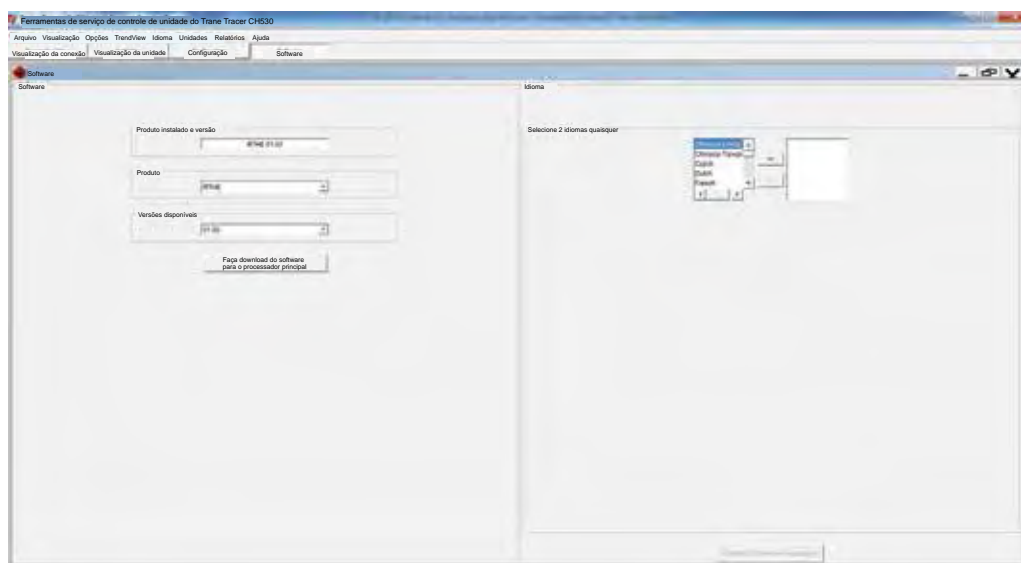 Ferramentas de serviço de controle de unidade do Trane Tracer CH530
Arquivo Visualização Opções TrendView Idioma Unidades Relatórios Ajuda
Visualização da conexão Visualização da unidade Configuração Software
Software
Software
Idioma
Produto instalado e versão
Selecione 2 idiomas quaisquer
Produto
Versões disponíveis
Faça download do software
para o processador principal
Czech
Dutch